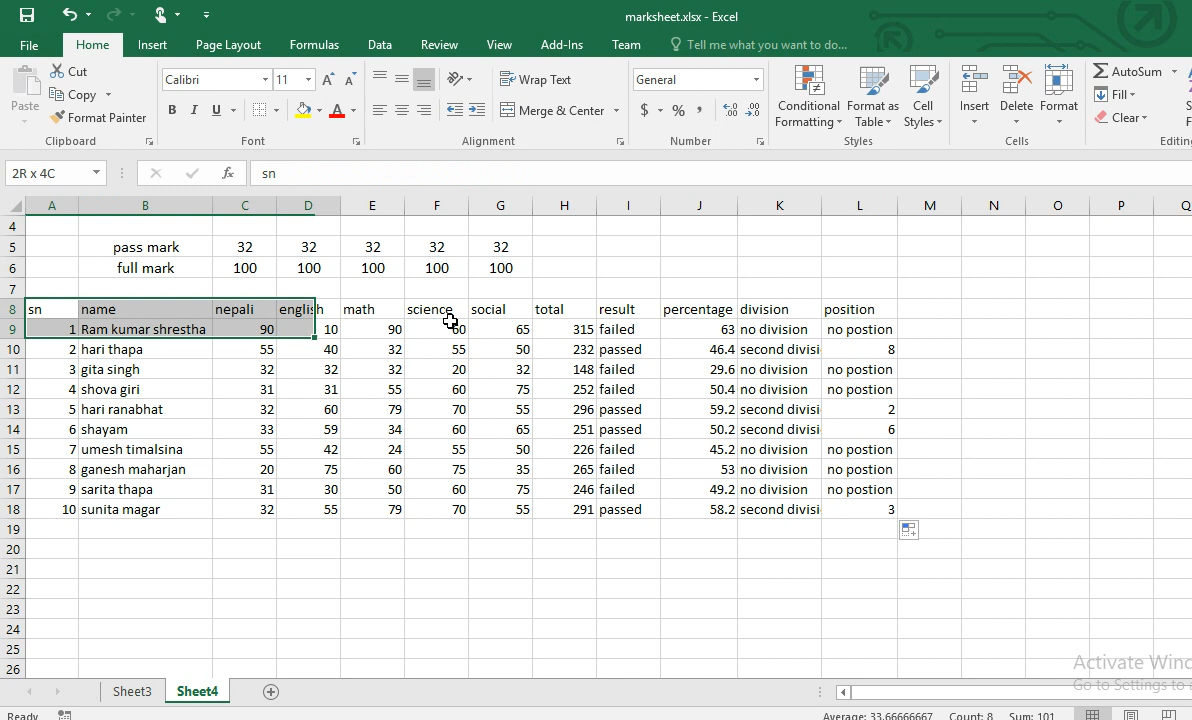 marksheet.xlsx - Excel
File Home Insert Page Layout Formulas Data Review View Add-Ins Team Tell me what you want to do...
Paste Cut Copy Format Painter Clipboard
Calibri 11 B I U Font
Wrap Text Merge & Center Alignment
General $ % , Number
Conditional Formatting Format as Table Cell Styles Styles
Insert Delete Format Cells
AutoSum Fill Clear
2R x 4C fx sn
A B C D E F G H I J K L M N O P Q
4
5 pass mark 32 32 32 32 32
6 full mark 100 100 100 100 100
7
8 sn name nepali english math science social total result percentage division position
9 1 Ram kumar shrestha 90 10 90 60 65 315 failed 63 no division no postion
10 2 hari thapa 55 40 32 55 50 232 passed 46.4 second divisi 8
11 3 gita singh 32 32 32 20 32 148 failed 29.6 no division no postion
12 4 shova giri 31 31 55 60 75 252 failed 50.4 no division no postion
13 5 hari ranabhat 32 60 79 70 55 296 passed 59.2 second divisi 2
14 6 shayam 33 59 34 60 65 251 passed 50.2 second divisi 6
15 7 umesh timalsina 55 42 24 55 50 226 failed 45.2 no division no postion
16 8 ganesh maharjan 20 75 60 75 35 265 failed 53 no division no postion
17 9 sarita thapa 31 30 50 60 75 246 failed 49.2 no division no postion
18 10 sunita magar 32 55 79 70 55 291 passed 58.2 second divisi 3
19
20
21
22
23
24
25
26
Activate Winc
Go to Settings to
Sheet3 Sheet4
Ready Average: 33.66666667 Count: 8 Sum: 101